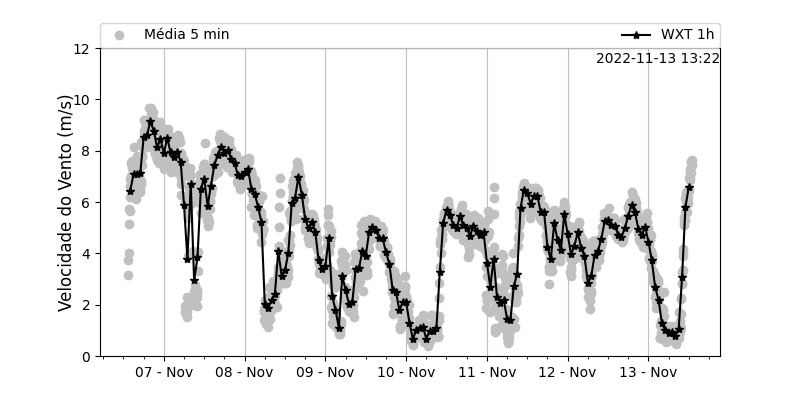 Média 5 min
WXT 1h
2022-11-13 13:22
Velocidade do Vento (m/s)
12
10
8
6
4
2
0
07 - Nov
08 - Nov
09 - Nov
10 - Nov
11 - Nov
12 - Nov
13 - Nov